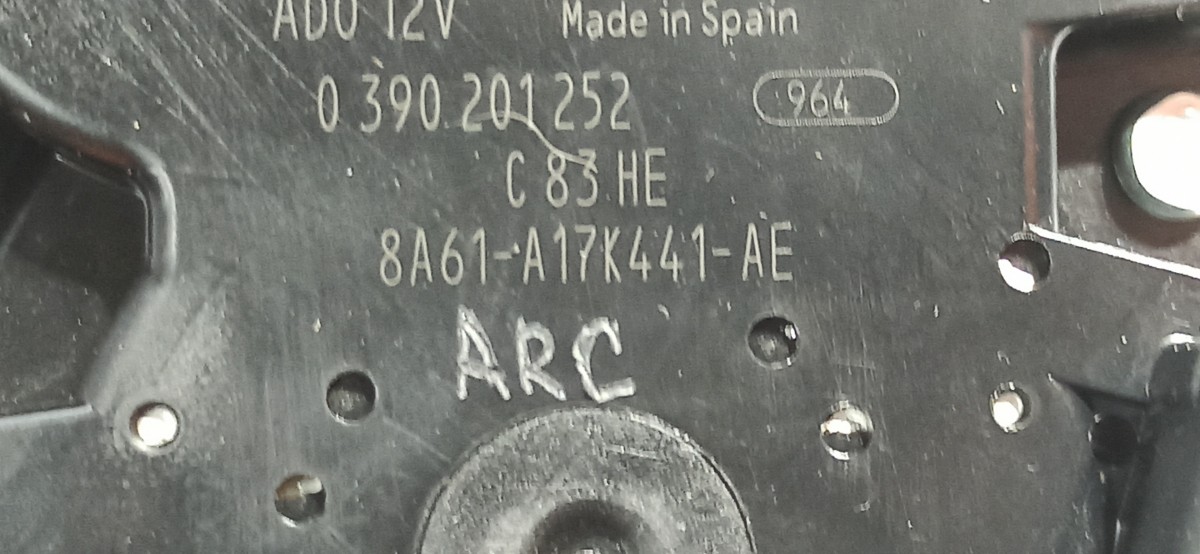 ADO 12V Made in Spain
0 390 201 252 964
C 83 HE
8A61-A17K441-AE
ARC